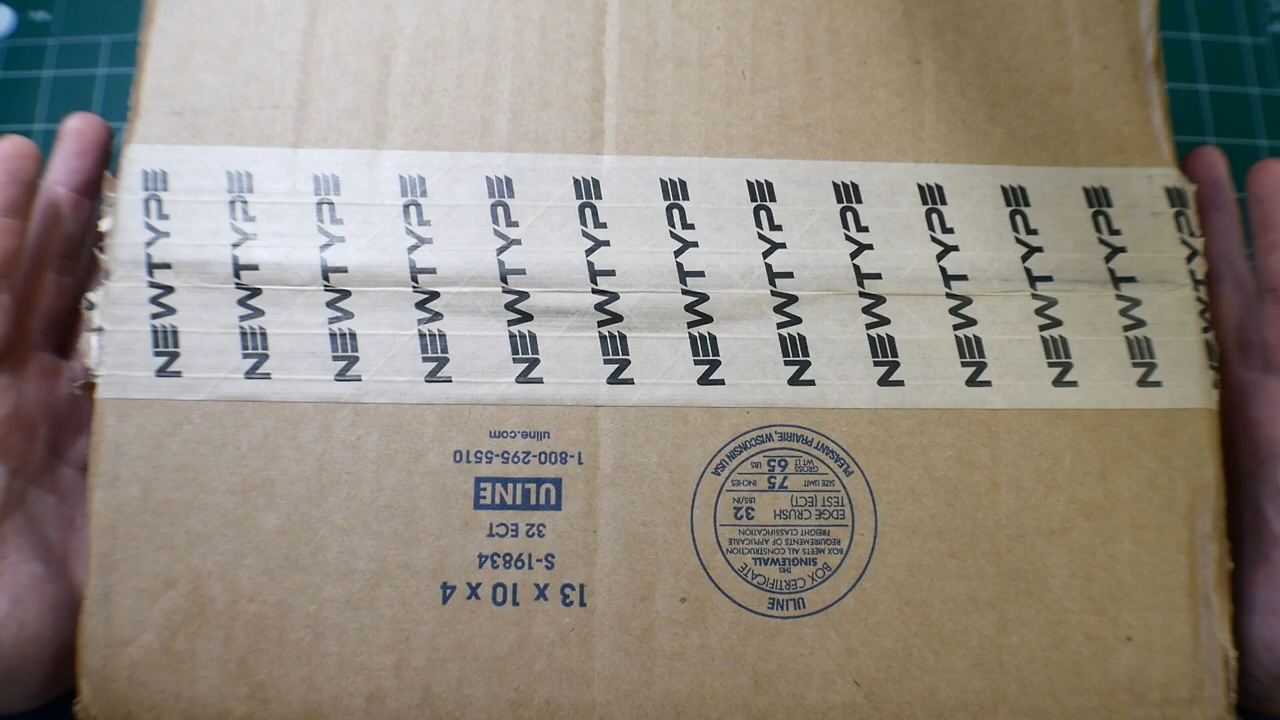 NEWTYPE
NEWTYPE
NEWTYPE
NEWTYPE
NEWTYPE
NEWTYPE
NEWTYPE
NEWTYPE
NEWTYPE
NEWTYPE
NEWTYPE
NEWTYPE
NEWTYPE
13 x 10 x 4
S-19834
32 ECT
ULINE
1-800-295-5510
uline.com
ULINE
BOX CERTIFICATE
THIS
SINGLEWALL
BOX MEETS ALL CONSTRUCTION
REQUIREMENTS OF APPLICABLE
FREIGHT CLASSIFICATION
EDGE CRUSH TEST (ECT) 32 LBS/IN
SIZE LIMIT 75 INCHES
GROSS WT LT 65 LBS
PLEASANT PRAIRIE, WISCONSIN USA